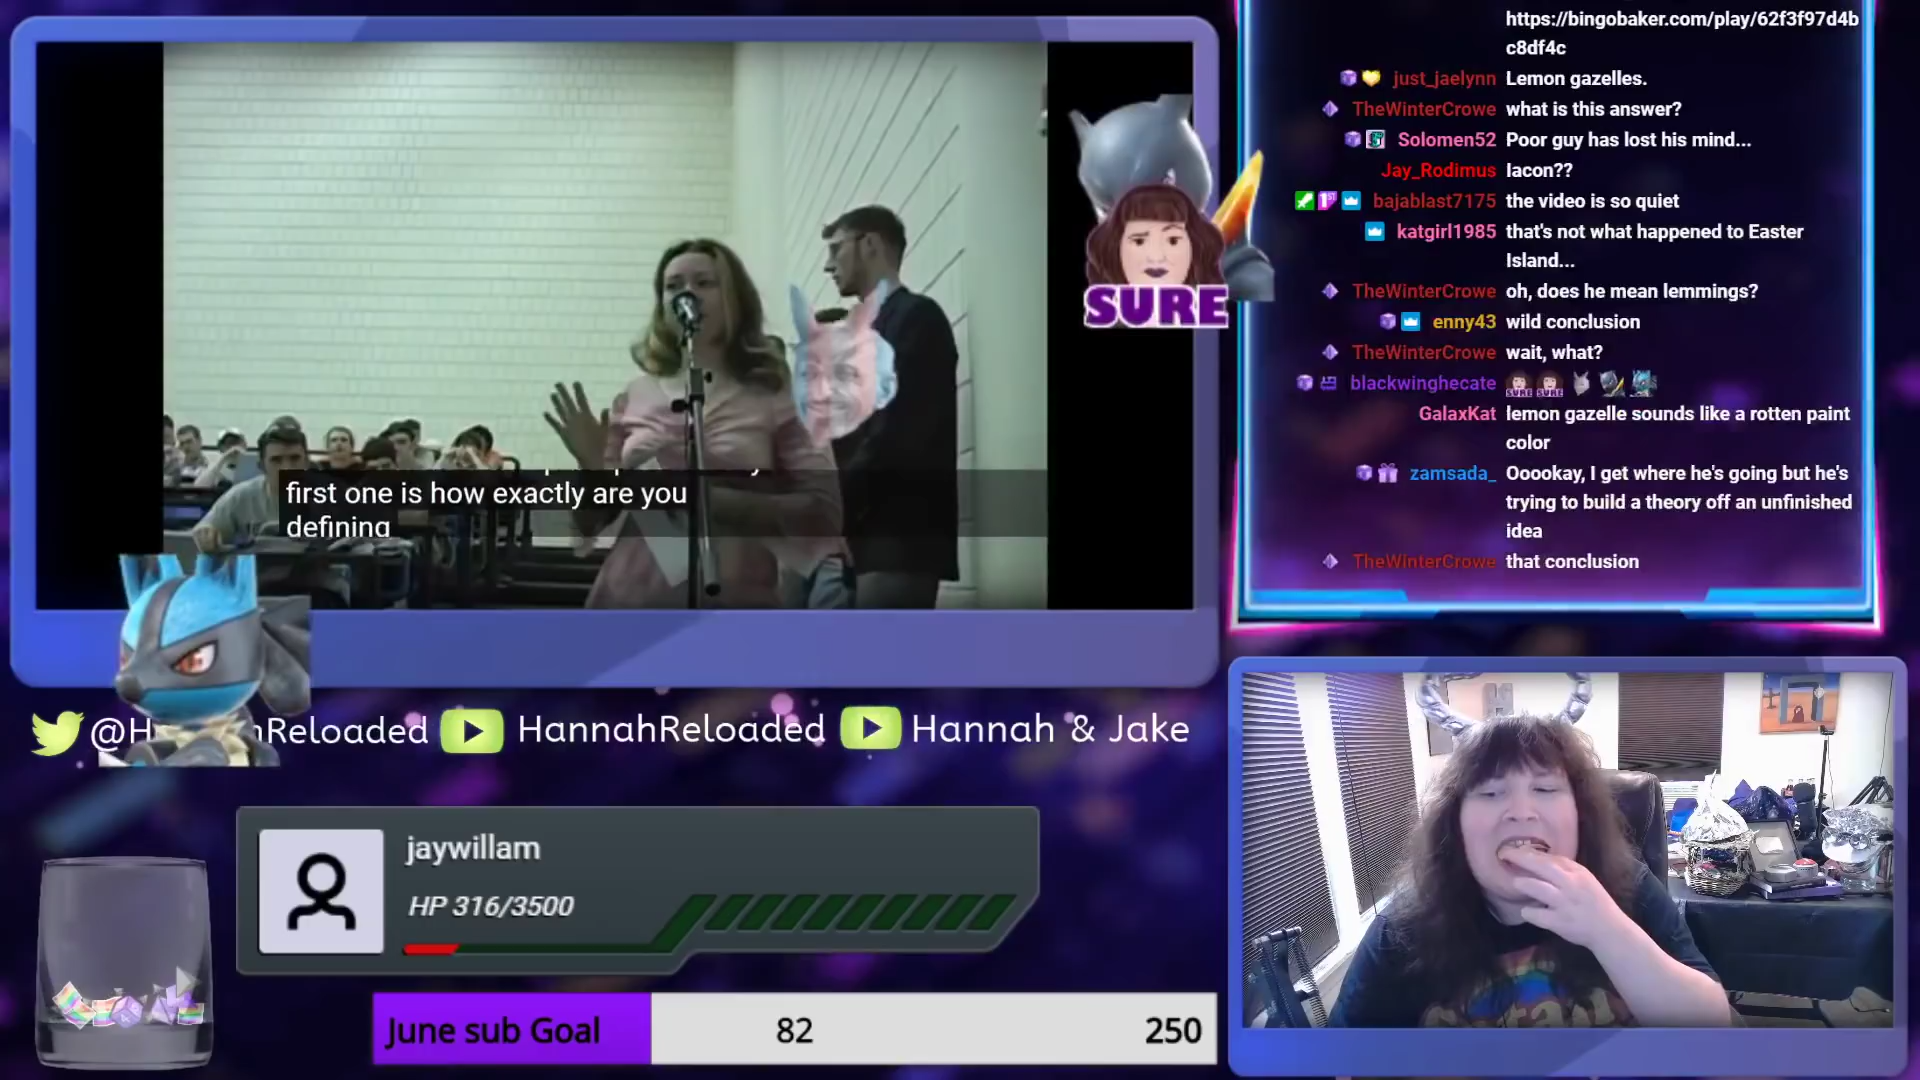 first one is how exactly are you
defining
SURE
https://bingobaker.com/play/62f3f97d4b
c8df4c
just_jaelynn Lemon gazelles.
TheWinterCrowe what is this answer?
Solomen52 Poor guy has lost his mind...
Jay_Rodimus Iacon??
bajablast7175 the video is so quiet
katgirl1985 that's not what happened to Easter
Island...
TheWinterCrowe oh, does he mean lemmings?
enny43 wild conclusion
TheWinterCrowe wait, what?
blackwinghecate
GalaxKat lemon gazelle sounds like a rotten paint
color
zamsada_ Ooookay, I get where he's going but he's
trying to build a theory off an unfinished
idea
TheWinterCrowe that conclusion
HannahReloaded
Hannah & Jake
jaywillam
HP 316/3500
June sub Goal 82 250